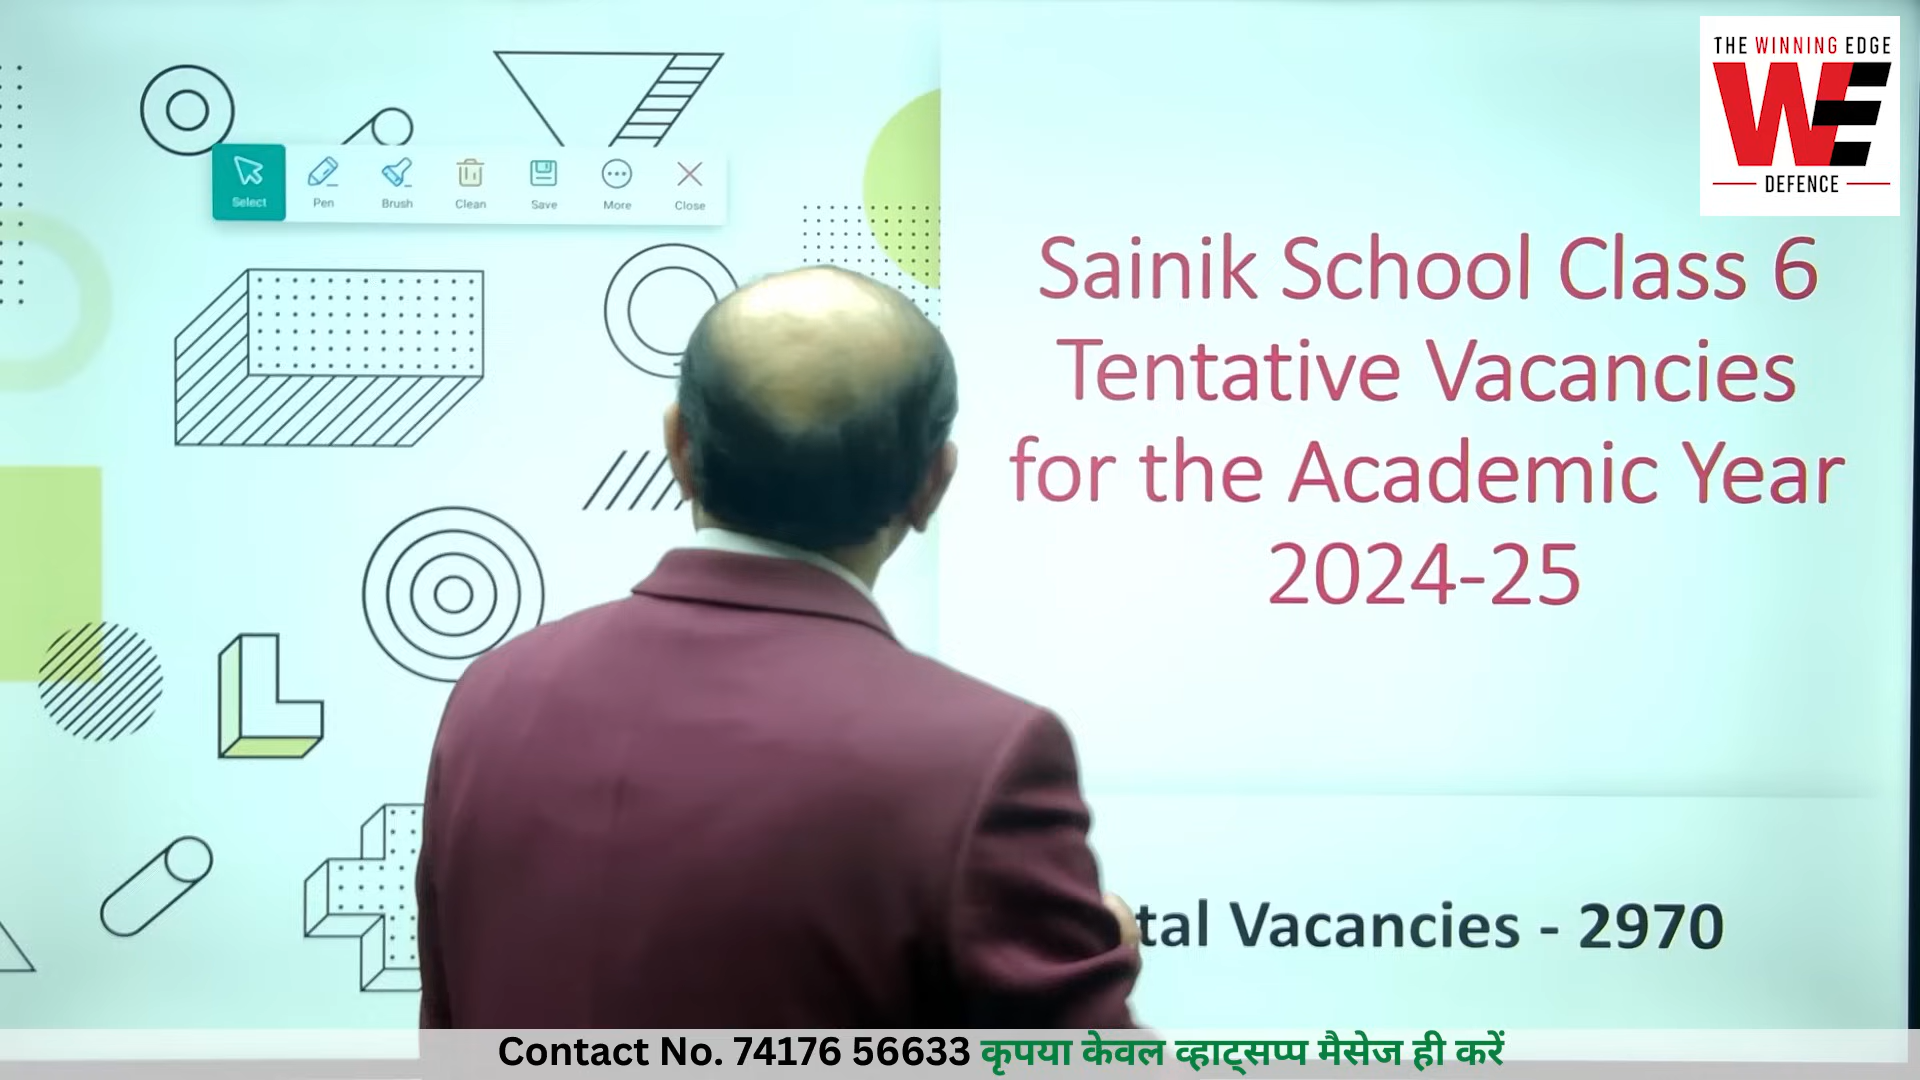 THE WINNING EDGE
WE
DEFENCE
Select Pen Brush Clean Save More Close
Sainik School Class 6
Tentative Vacancies
for the Academic Year
2024-25
tal Vacancies - 2970
Contact No. 74176 56633 कृपया केवल व्हाट्सप्प मैसेज ही करें